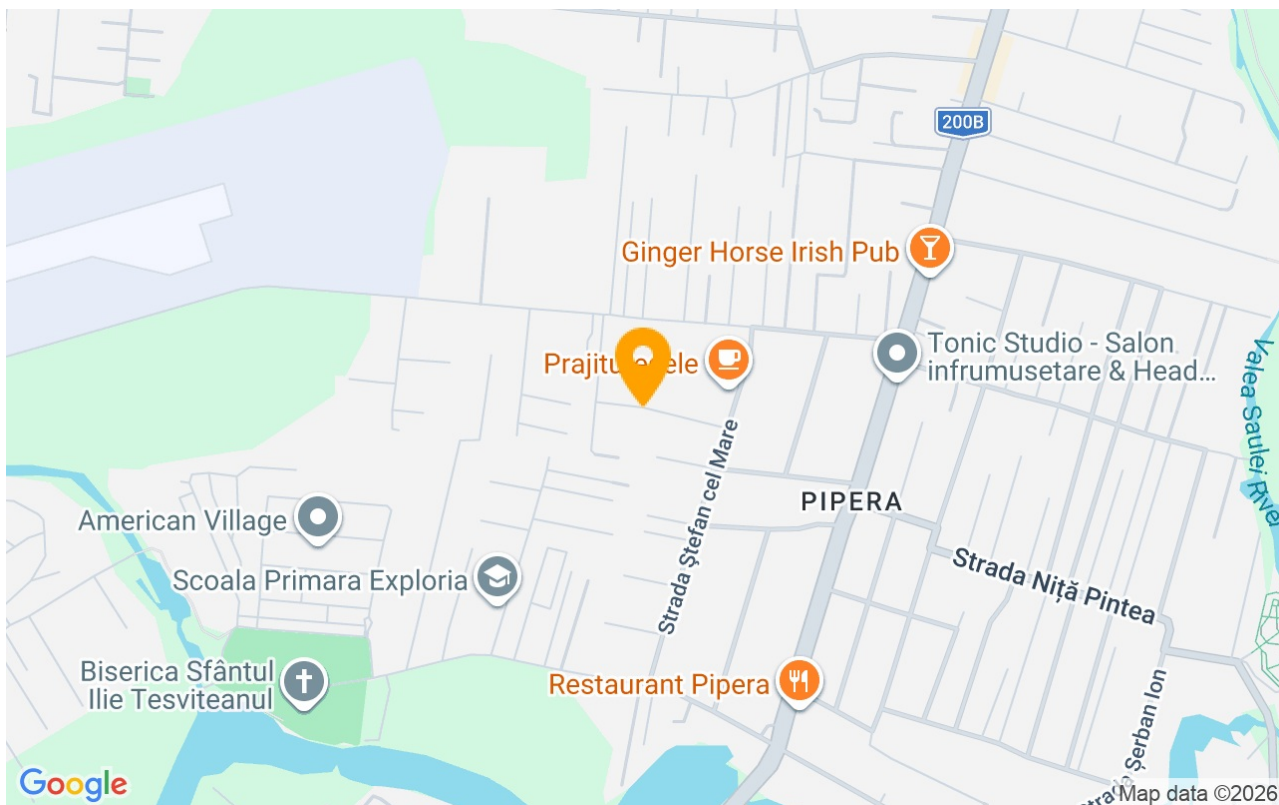 200B
Ginger Horse Irish Pub
Tonic Studio - Salon
infrumusetare & Head...
Valea Saulei River
Strada Ștefan cel Mare
PIPERA
American Village
Scoala Primara Exploria
Strada Niță Pintea
Biserica Sfântul
Ilie Tesviteanul
Restaurant Pipera
Strada Șerban Ion
Google
Map data ©2026